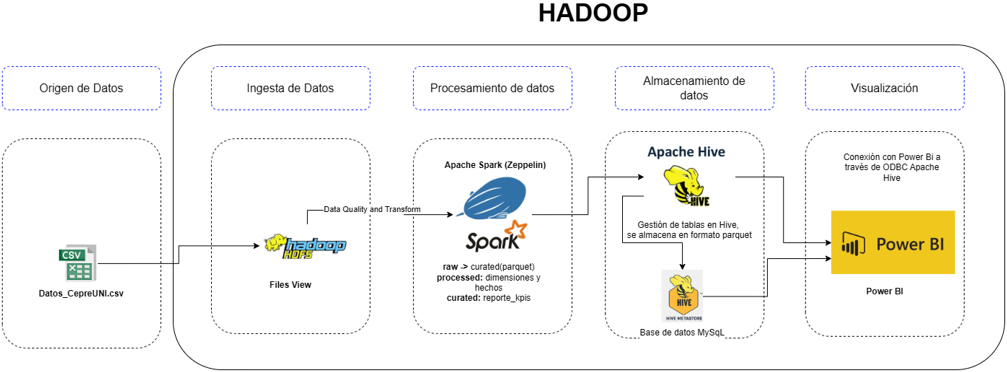 HADOOP
Origen de Datos
Ingesta de Datos
Procesamiento de datos
Almacenamiento de
datos
Visualización
CSV
Datos_CepreUNI.csv
hadoop
HDFS
Files View
Data Quality and Transform
Apache Spark (Zeppelin)
Spark
raw -> curated(parquet)
processed: dimensiones y
hechos
curated: reporte_kpis
Apache Hive
HIVE
Gestión de tablas en Hive,
se almacena en formato parquet
HIVE
HIVE METASTORE
Base de datos MySqL
Conexión con Power Bi a
través de ODBC Apache
Hive
Power BI
Power BI